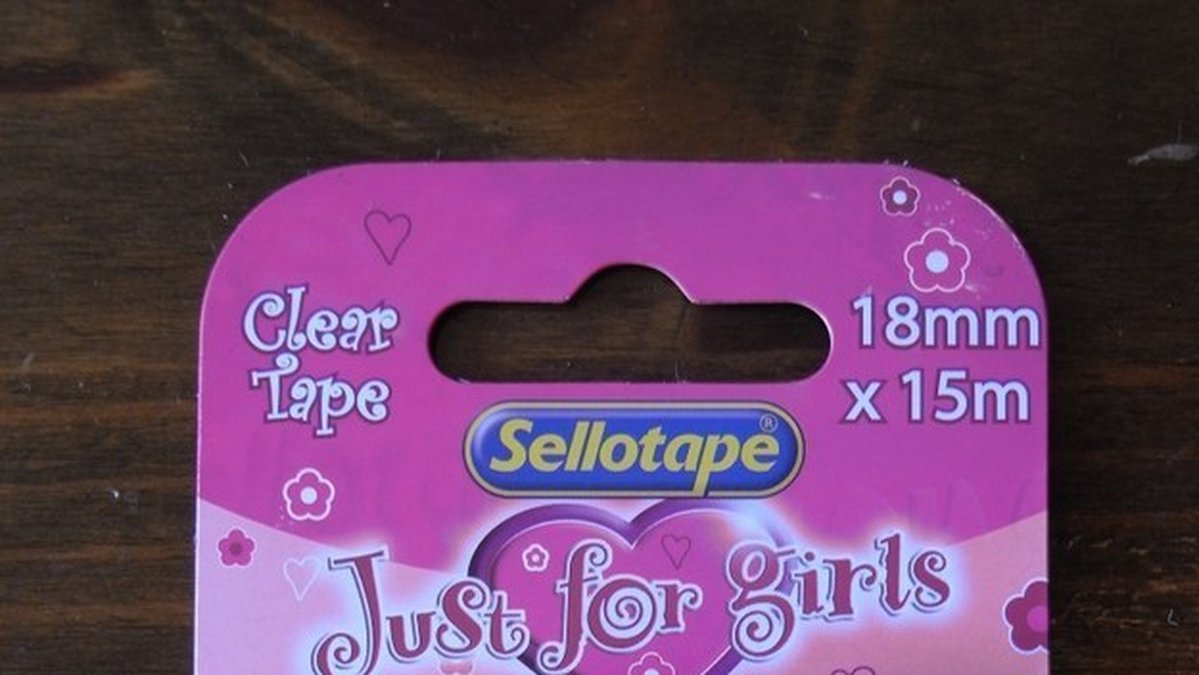 Clear
Tape
18mm
x 15m
Sellotape®
Just for girls